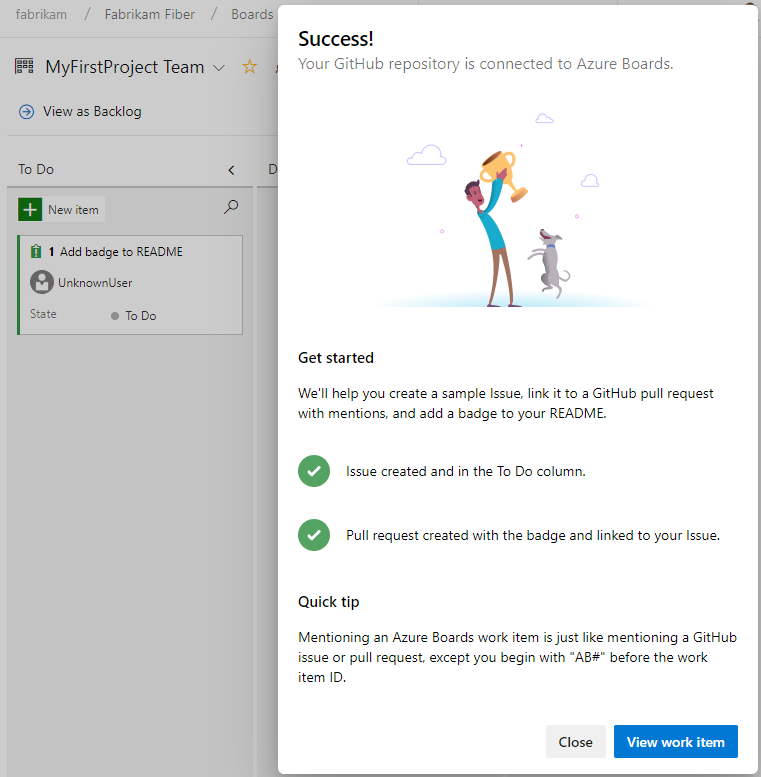 fabrikam / Fabrikam Fiber / Boards
MyFirstProject Team
View as Backlog
To Do
D
New item
1 Add badge to README
UnknownUser
State
To Do
Success!
Your GitHub repository is connected to Azure Boards.
Get started
We'll help you create a sample Issue, link it to a GitHub pull request
with mentions, and add a badge to your README.
Issue created and in the To Do column.
Pull request created with the badge and linked to your Issue.
Quick tip
Mentioning an Azure Boards work item is just like mentioning a GitHub
issue or pull request, except you begin with "AB#" before the work
item ID.
Close
View work item